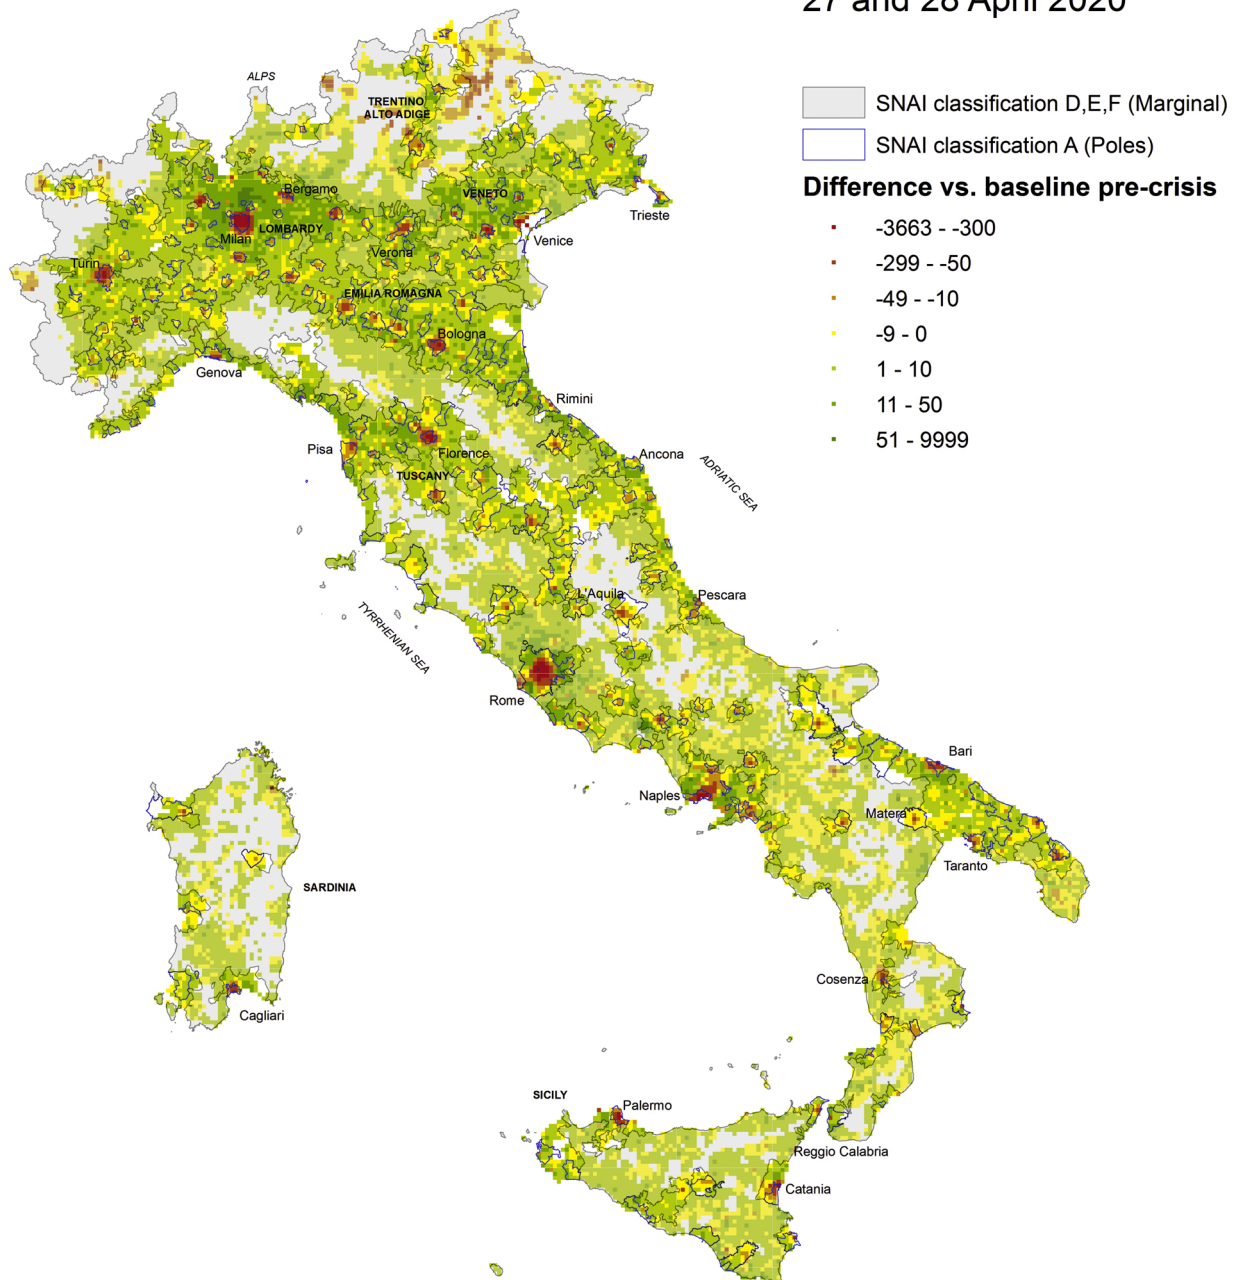 27 and 28 April 2020
SNAI classification D,E,F (Marginal)
SNAI classification A (Poles)
Difference vs. baseline pre-crisis
-3663 - -300
-299 - -50
-49 - -10
-9 - 0
1 - 10
11 - 50
51 - 9999
ALPS
TRENTINO
ALTO ADIGE
Bergamo
VENETO
Trieste
LOMBARDY
Milan
Venice
Verona
Turin
EMILIA ROMAGNA
Bologna
Genova
Rimini
Pisa
Florence
Ancona
ADRIATIC SEA
TUSCANY
L'Aquila
Pescara
TYRRHENIAN SEA
Rome
Bari
Naples
Matera
Taranto
SARDINIA
Cosenza
Cagliari
SICILY
Palermo
Reggio Calabria
Catania